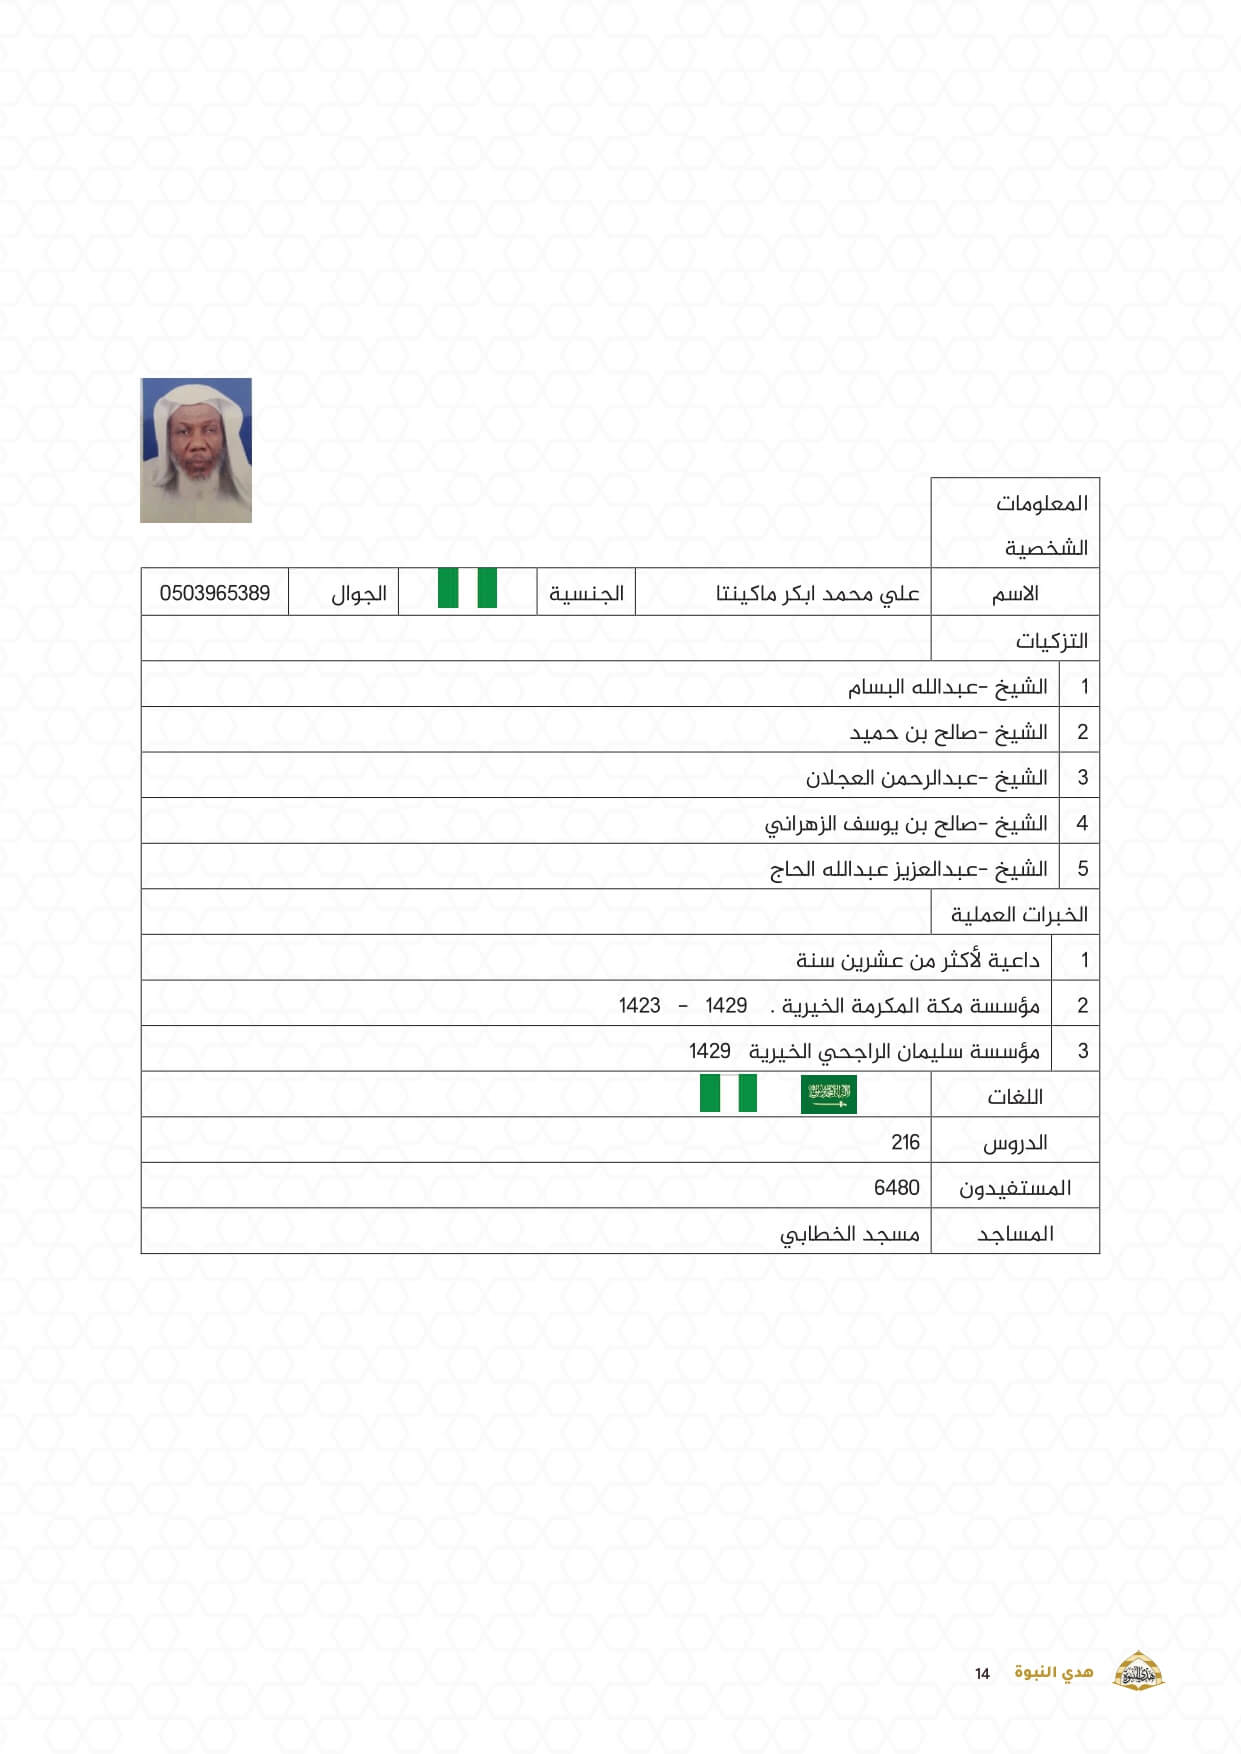 المعلومات
الشخصية
الاسم علي محمد ابكر ماكينتا الجنسية الجوال 0503965389
التزكيات
1 الشيخ -عبدالله البسام
2 الشيخ -صالح بن حميد
3 الشيخ -عبدالرحمن العجلان
4 الشيخ -صالح بن يوسف الزهراني
5 الشيخ -عبدالعزيز عبدالله الحاج
الخبرات العملية
1 داعية لأكثر من عشرين سنة
2 مؤسسة مكة المكرمة الخيرية . 1429 - 1423
3 مؤسسة سليمان الراجحي الخيرية 1429
اللغات
الدروس 216
المستفيدون 6480
المساجد مسجد الخطابي
هدي النبوة 14